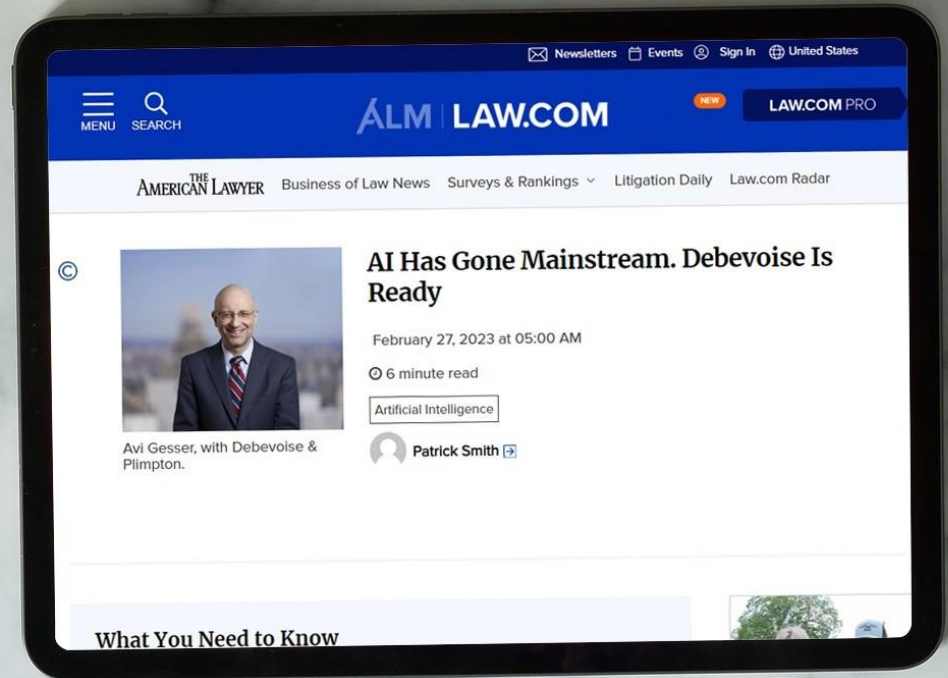 Newsletters Events Sign In United States
MENU SEARCH ALM LAW.COM NEW LAW.COM PRO
THE AMERICAN LAWYER Business of Law News Surveys & Rankings Litigation Daily Law.com Radar
©
AI Has Gone Mainstream. Debevoise Is
Ready
February 27, 2023 at 05:00 AM
6 minute read
Artificial Intelligence
Patrick Smith
Avi Gesser, with Debevoise &
Plimpton.
What You Need to Know